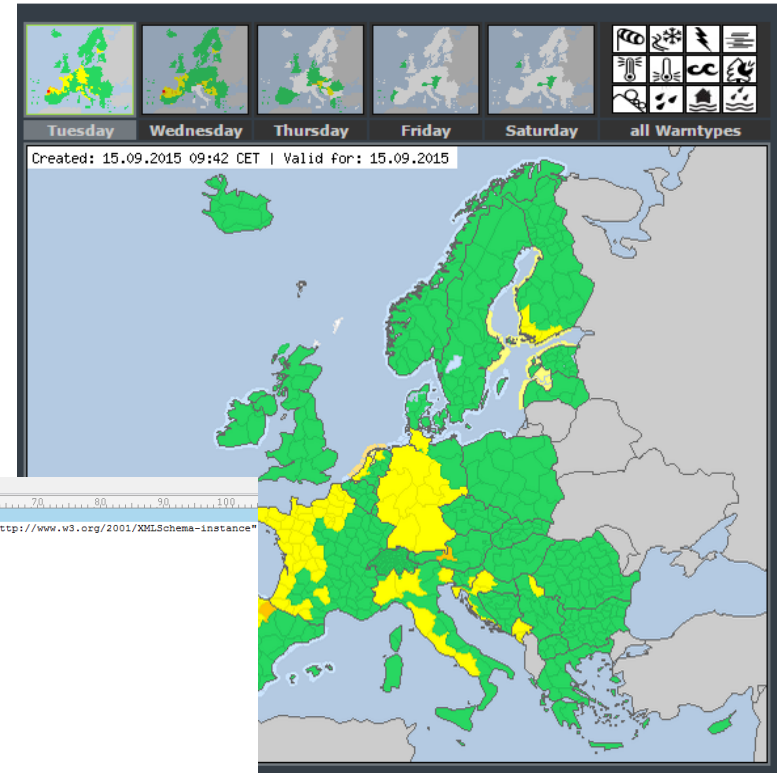 Tuesday Wednesday Thursday Friday Saturday all Warntypes
Created: 15.09.2015 09:42 CET | Valid for: 15.09.2015
70 80 90 100
ttp://www.w3.org/2001/XMLSchema-instance"